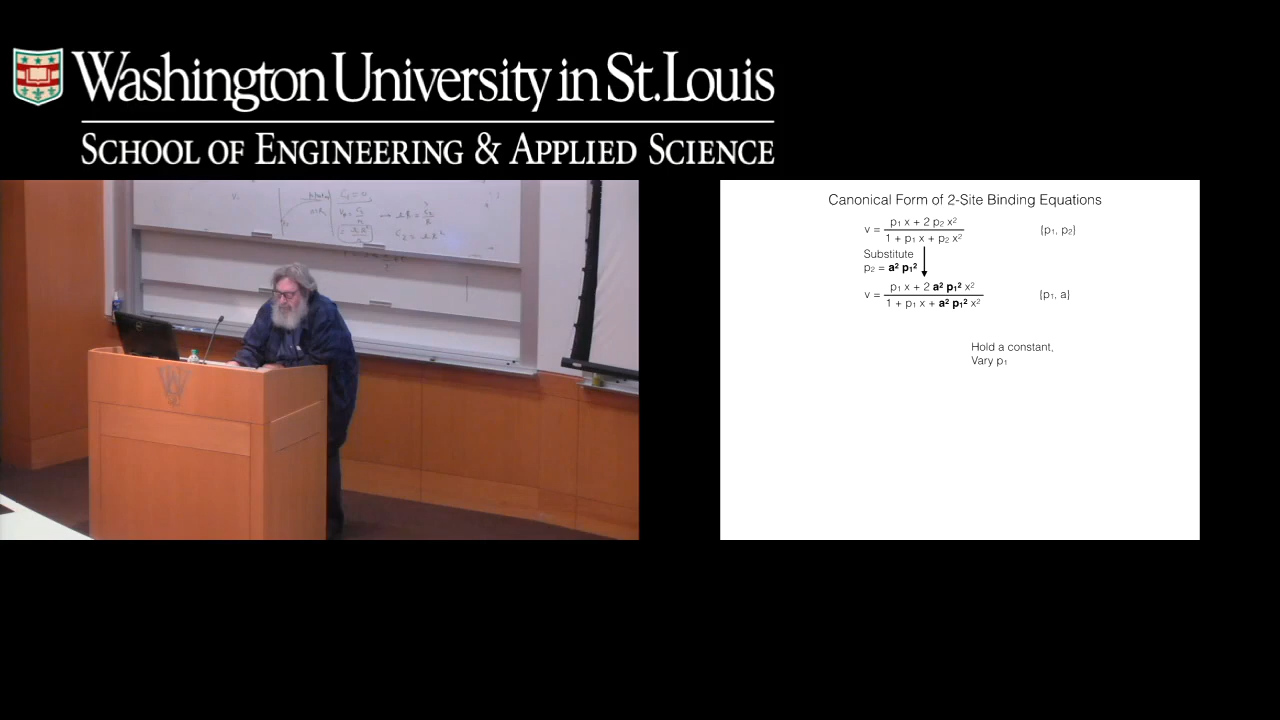 Washington University in St. Louis
SCHOOL OF ENGINEERING & APPLIED SCIENCE
Canonical Form of 2-Site Binding Equations
v = p₁ x + 2 p₂ x² / 1 + p₁ x + p₂ x² {p₁, p₂}
Substitute
p₂ = a² p₁²
v = p₁ x + 2 a² p₁² x² / 1 + p₁ x + a² p₁² x² {p₁, a}
Hold a constant,
Vary p₁